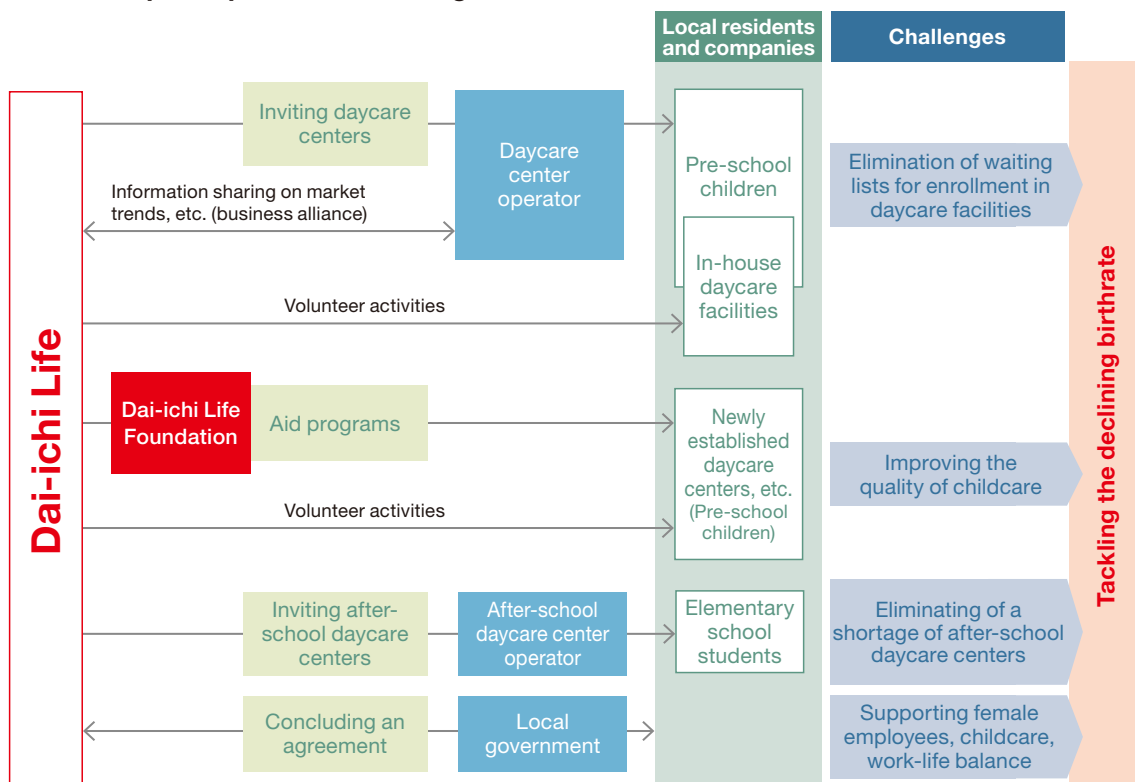 Local residents
and companies
Challenges
Dai-ichi Life
Inviting daycare
centers
Daycare
center
operator
Pre-school
children
Elimination of waiting
lists for enrollment in
daycare facilities
Information sharing on market
trends, etc. (business alliance)
In-house
daycare
facilities
Volunteer activities
Dai-ichi Life
Foundation
Aid programs
Newly
established
daycare
centers, etc.
(Pre-school
children)
Improving the
quality of childcare
Volunteer activities
Inviting after-
school daycare
centers
After-school
daycare center
operator
Elementary
school
students
Eliminating of a
shortage of after-school
daycare centers
Concluding an
agreement
Local
government
Supporting female
employees, childcare,
work-life balance
Tackling the declining birthrate